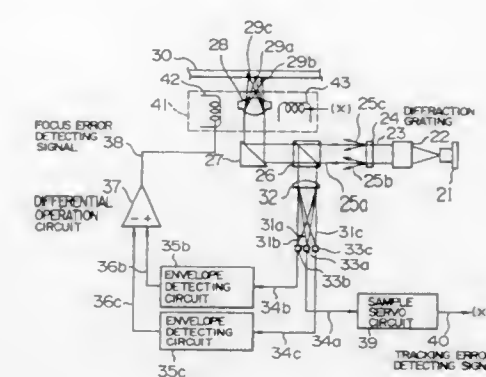 29c
28 29a
30 29b
42 43
41 (X)
25c
FOCUS ERROR
DETECTING
SIGNAL
DIFFRACTION
GRATING
24
23 22
38
27 26 25b 21
25a
32
37
DIFFERENTIAL
OPERATION
CIRCUIT
- +
31a
31b
31c
33c
33a
33b
35b
36b
ENVELOPE
DETECTING
CIRCUIT
34b
36c
ENVELOPE
DETECTING
CIRCUIT
34c
35c
34a
SAMPLE
SERVO
CIRCUIT
39
40
(X)
TRACKING ERROR
DETECTING